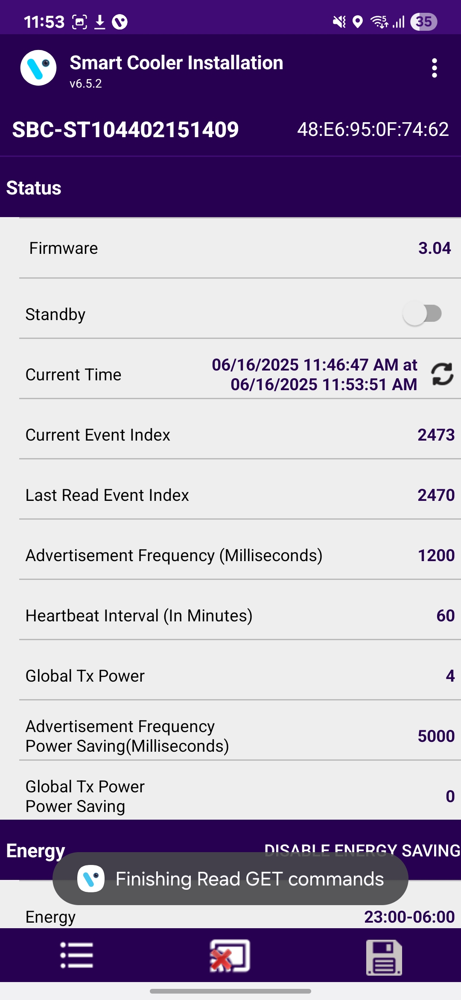 11:53
5
35
Smart Cooler Installation
v6.5.2
SBC-ST104402151409 48:E6:95:0F:74:62
Status
Firmware 3.04
Standby
Current Time 06/16/2025 11:46:47 AM at
06/16/2025 11:53:51 AM
Current Event Index 2473
Last Read Event Index 2470
Advertisement Frequency (Milliseconds) 1200
Heartbeat Interval (In Minutes) 60
Global Tx Power 4
Advertisement Frequency
Power Saving(Milliseconds) 5000
Global Tx Power
Power Saving 0
Energy DISABLE ENERGY SAVING
Finishing Read GET commands
Energy 23:00-06:00